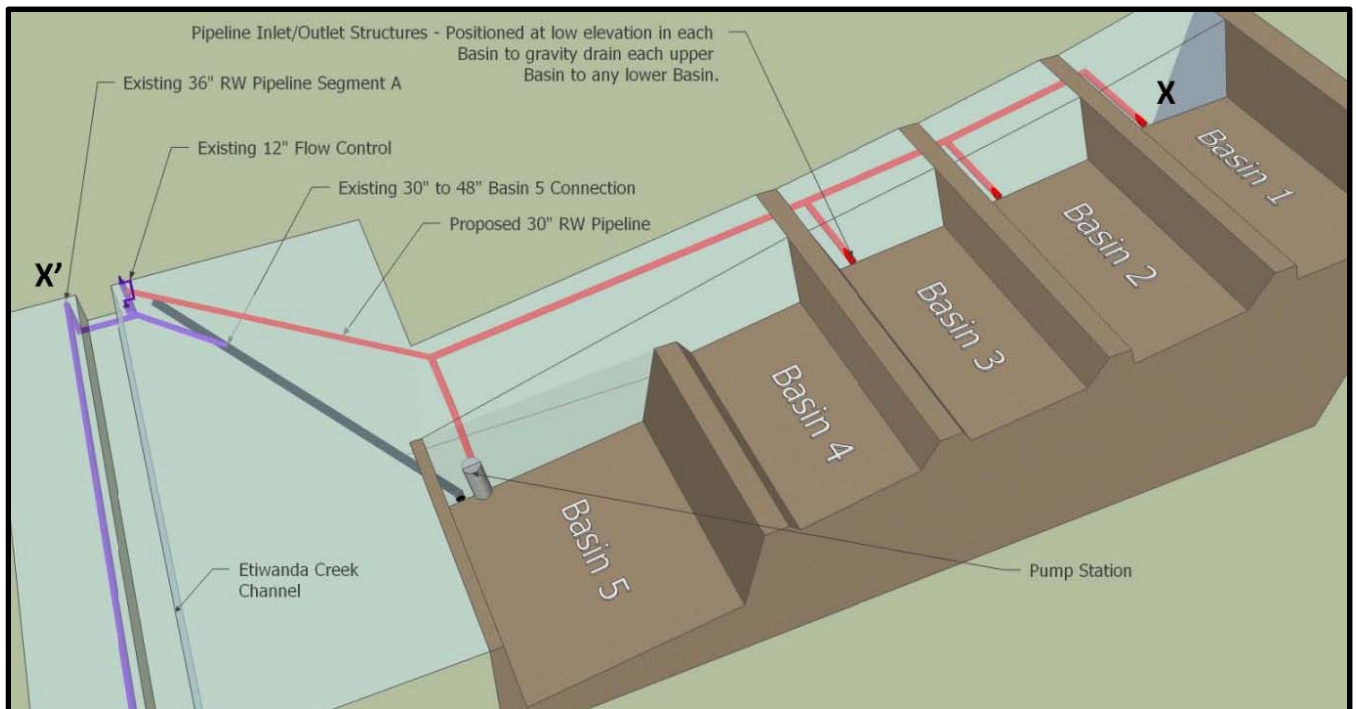 Pipeline Inlet/Outlet Structures - Positioned at low elevation in each
Basin to gravity drain each upper
Basin to any lower Basin.
Existing 36" RW Pipeline Segment A
X
Existing 12" Flow Control
Basin 1
Existing 30" to 48" Basin 5 Connection
Proposed 30" RW Pipeline
Basin 2
X’
Basin 3
Basin 4
Basin 5
Etiwanda Creek
Channel
Pump Station